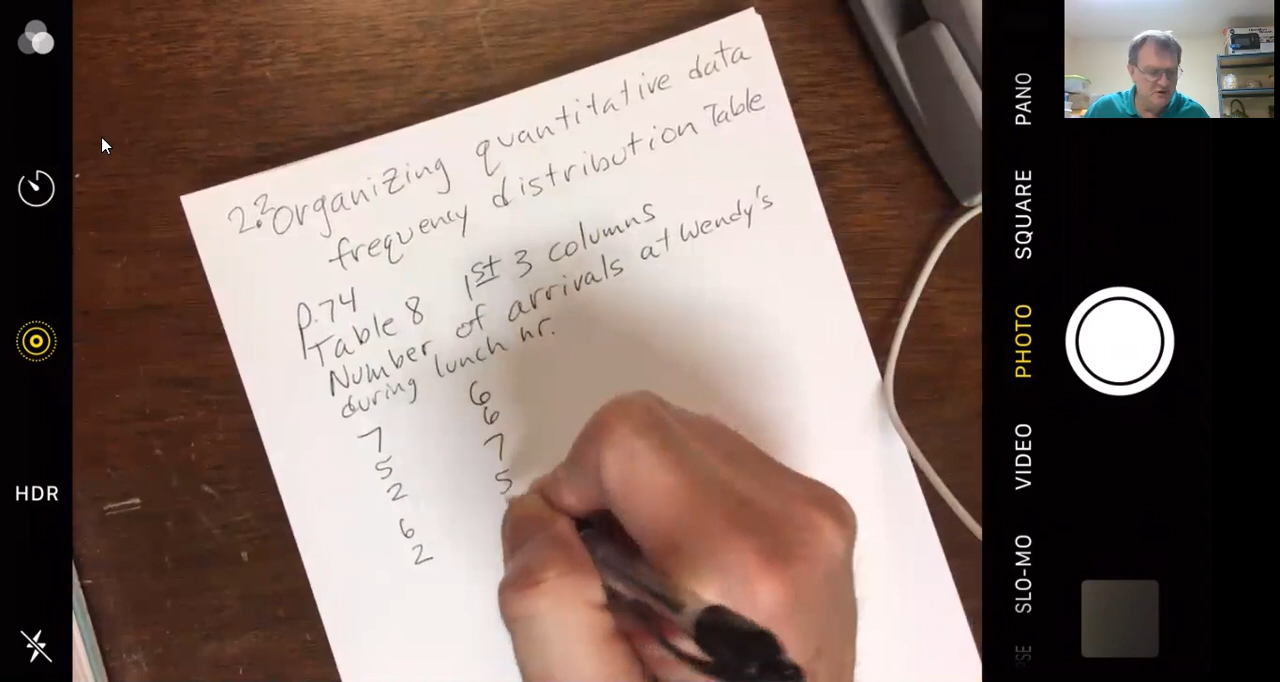 2.2 Organizing quantitative data
frequency distribution Table
p.74
Table 8 1st 3 columns
Number of arrivals at Wendy's
during lunch hr.
7 6
5 6
2 7
6 5
2
HDR
PANO
SQUARE
PHOTO
VIDEO
SLO-MO
SE